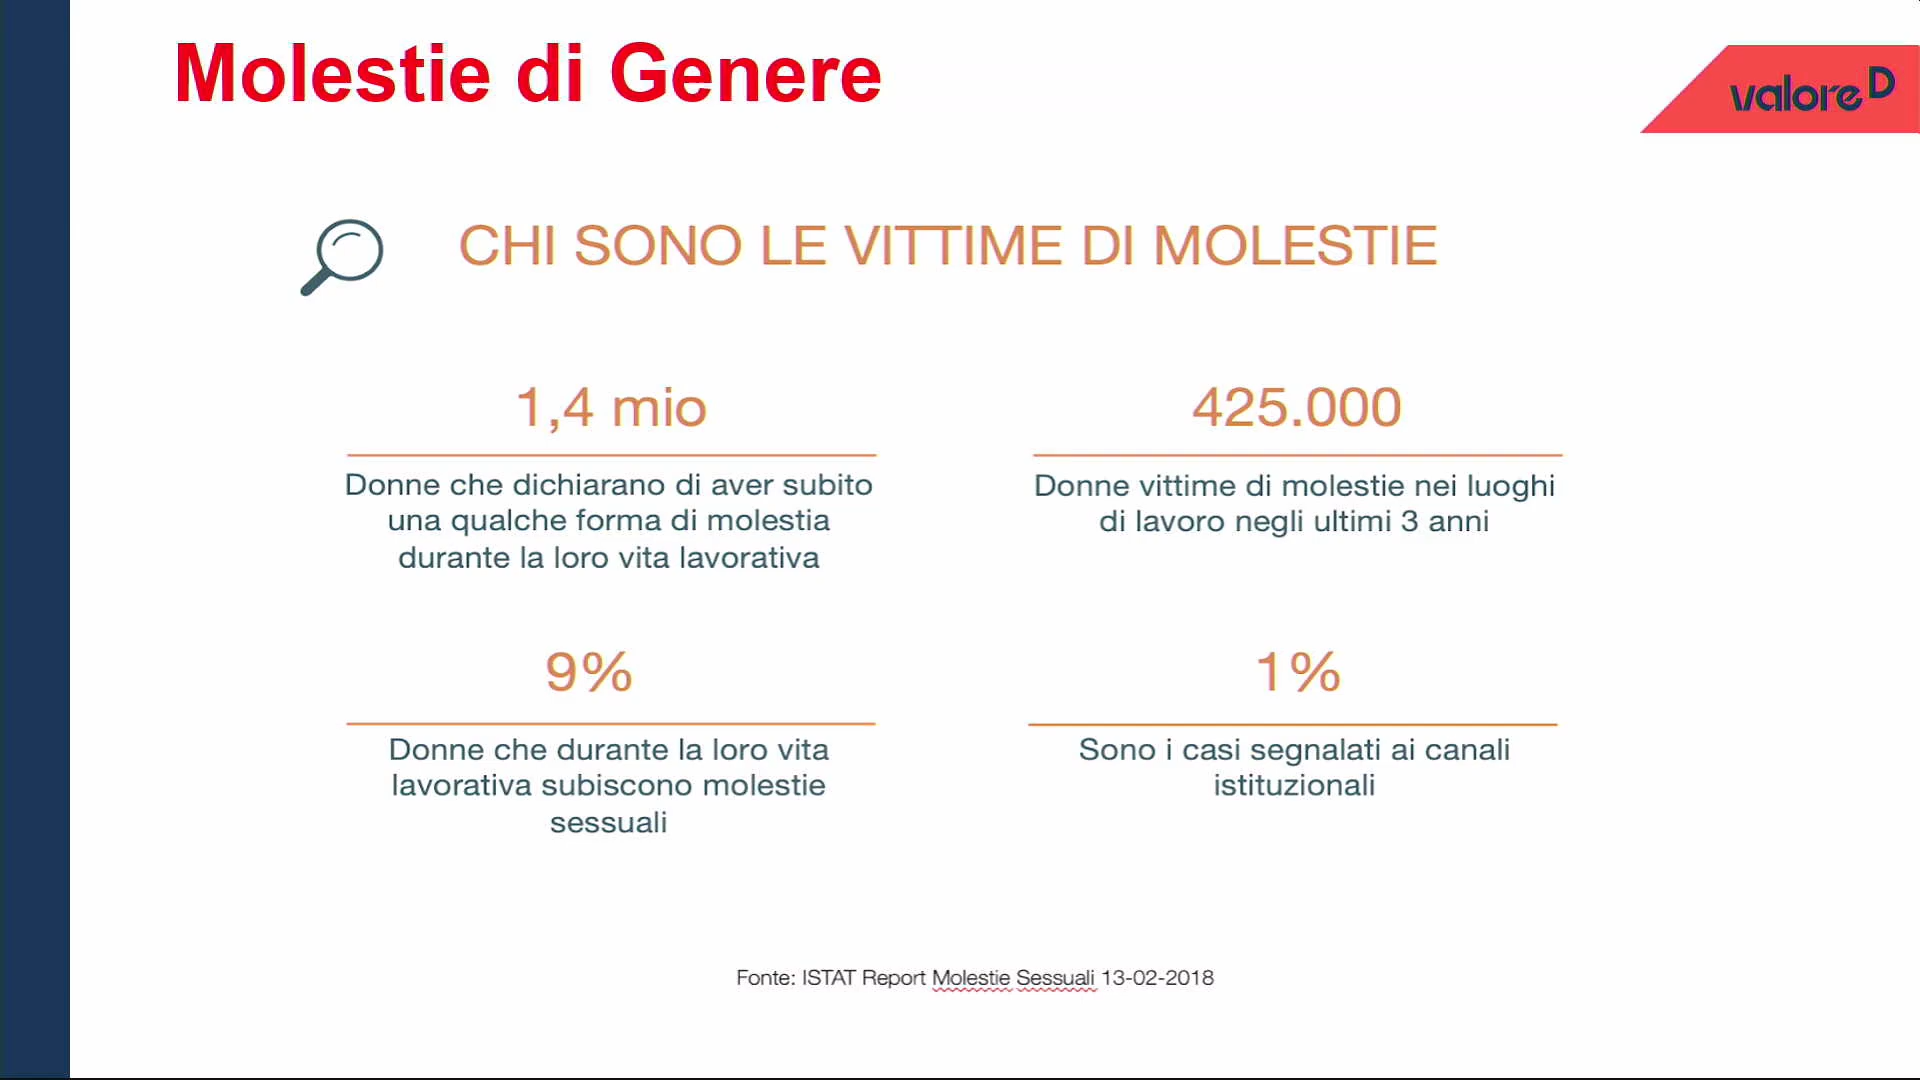 Molestie di Genere
valore D
CHI SONO LE VITTIME DI MOLESTIE
1,4 mio
Donne che dichiarano di aver subito
una qualche forma di molestia
durante la loro vita lavorativa
425.000
Donne vittime di molestie nei luoghi
di lavoro negli ultimi 3 anni
9%
Donne che durante la loro vita
lavorativa subiscono molestie
sessuali
1%
Sono i casi segnalati ai canali
istituzionali
Fonte: ISTAT Report Molestie Sessuali 13-02-2018